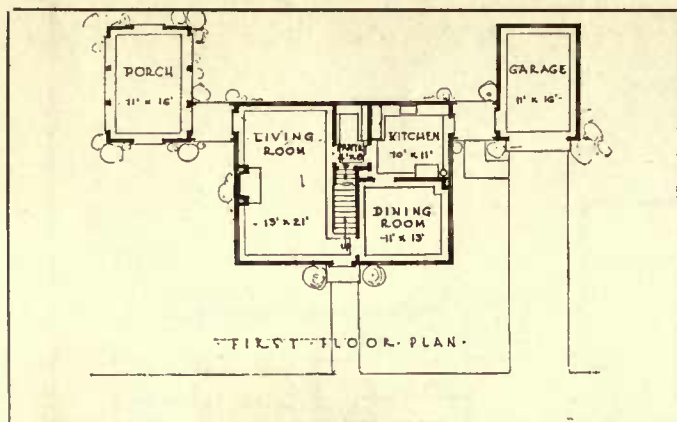 PORCH
11' X 16'
GARAGE
11' X 16'
LIVING
ROOM
13' X 21'
KITCHEN
10' X 11'
DINING
ROOM
11' X 13'
UP
·FIRST·FLOOR·PLAN·